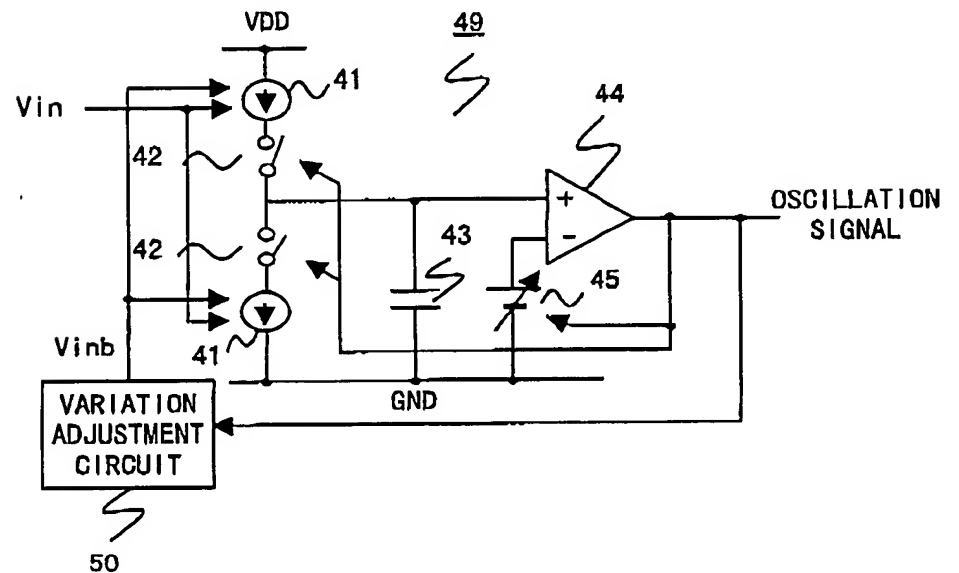 VDD
49
41
Vin
44
42
OSCILLATION
SIGNAL
+
-
42
43
45
Vinb
41
GND
VARIATION
ADJUSTMENT
CIRCUIT
50